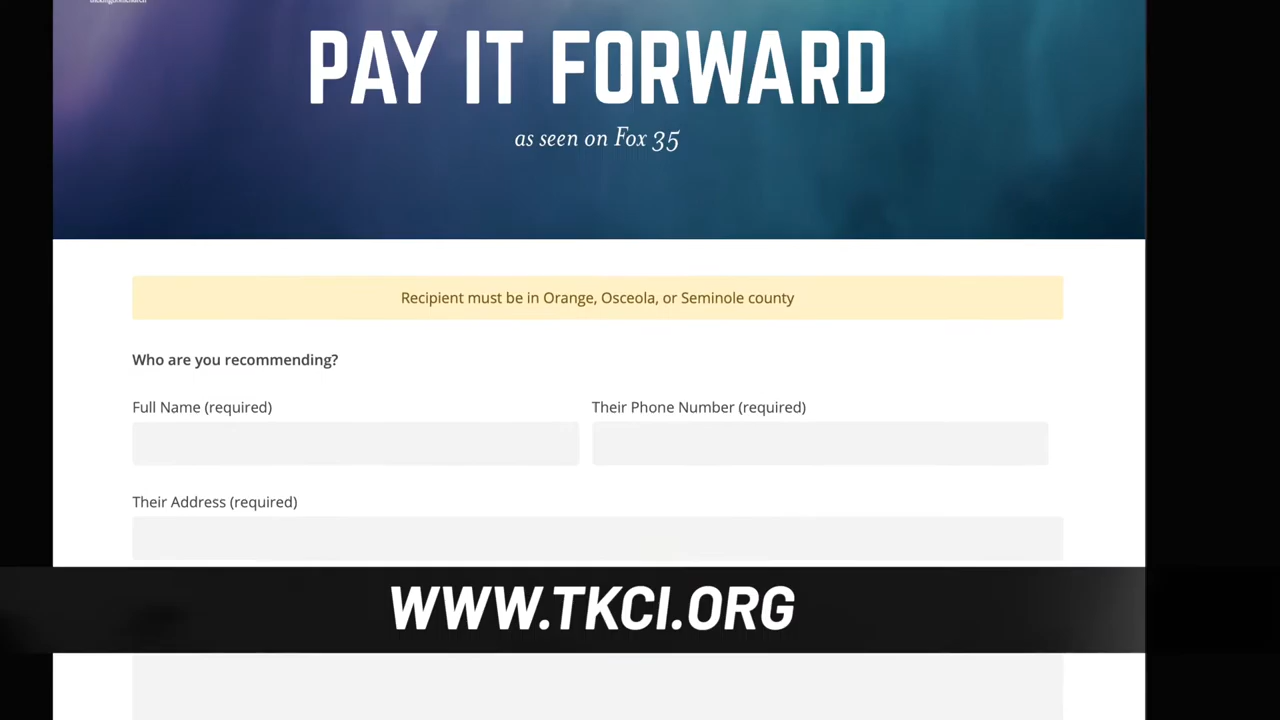 PAY IT FORWARD
as seen on Fox 35
Recipient must be in Orange, Osceola, or Seminole county
Who are you recommending?
Full Name (required)
Their Phone Number (required)
Their Address (required)
WWW.TKCI.ORG